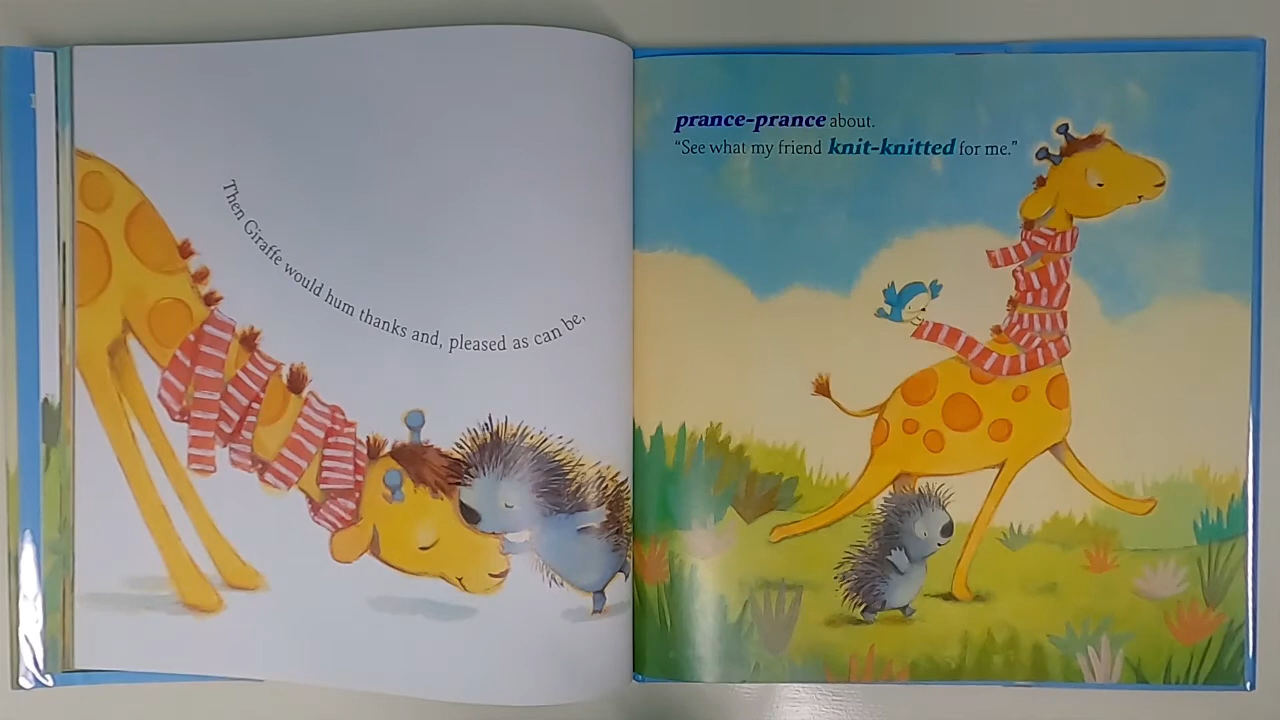 Then Giraffe would hum thanks and, pleased as can be,
prance-prance about.
“See what my friend knit-knitted for me.”